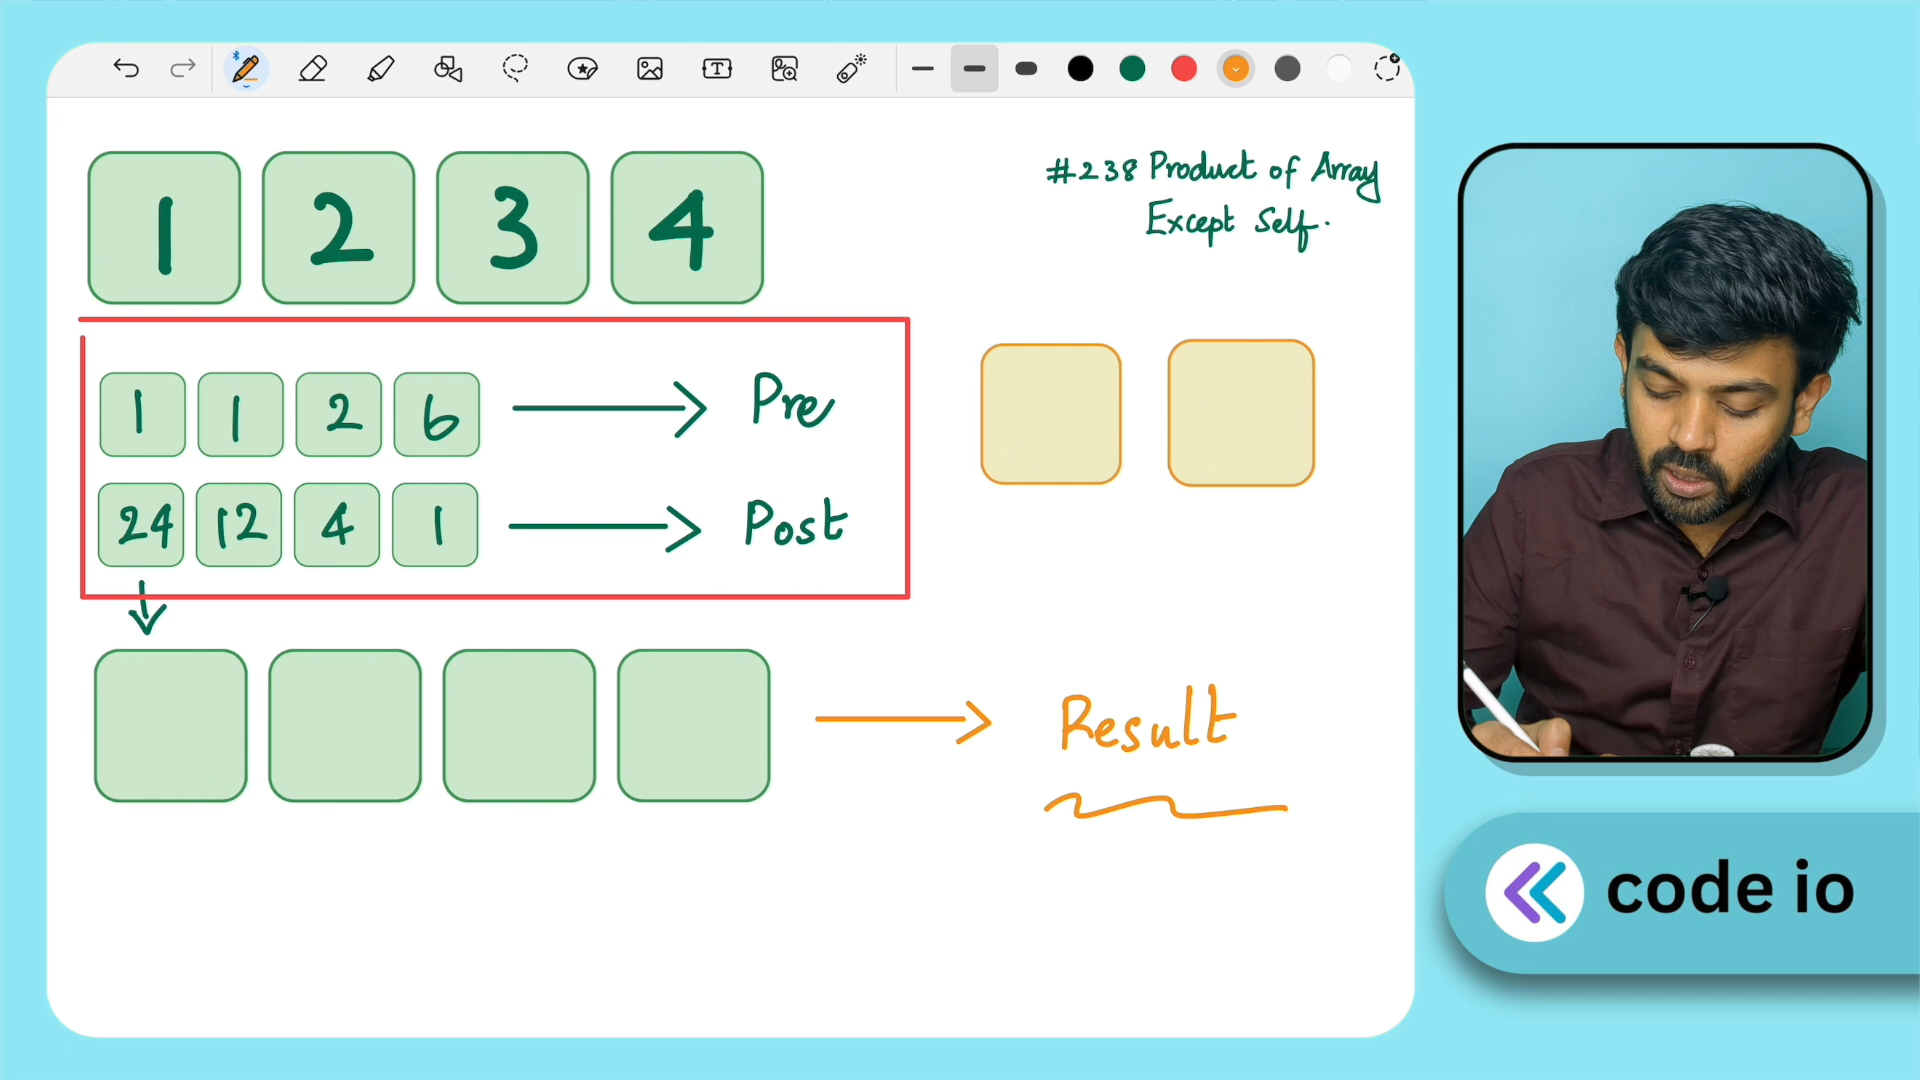 #238 Product of Array
Except Self.
1 2 3 4
1 1 2 6 Pre
24 12 4 1 Post
Result
code io